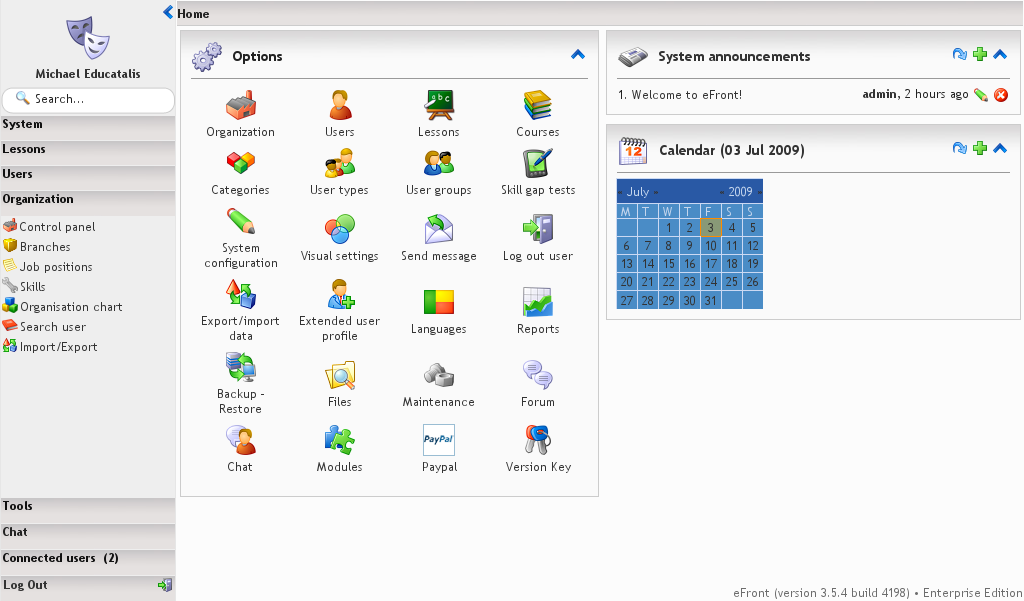 Home
Michael Educatalis
Search...
System
Lessons
Users
Organization
Control panel
Branches
Job positions
Skills
Organisation chart
Search user
Import/Export
Tools
Chat
Connected users (2)
Log Out
Options
Organization
Users
abc
Lessons
Courses
Categories
User types
User groups
Skill gap tests
System
configuration
Visual settings
Send message
Log out user
Export/import
data
Extended user
profile
Languages
Reports
Backup -
Restore
Files
Maintenance
Forum
Chat
Modules
PayPal
Paypal
Version Key
System announcements
1. Welcome to eFront!
admin, 2 hours ago
12
Calendar (03 Jul 2009)
July 2009
M T W T F S S
1 2 3 4 5
6 7 8 9 10 11 12
13 14 15 16 17 18 19
20 21 22 23 24 25 26
27 28 29 30 31
eFront (version 3.5.4 build 4198) • Enterprise Edition